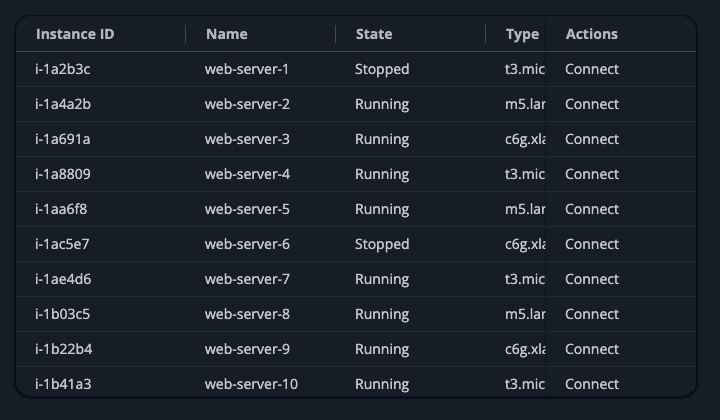 Instance ID Name State Type Actions
i-1a2b3c web-server-1 Stopped t3.mic Connect
i-1a4a2b web-server-2 Running m5.lar Connect
i-1a691a web-server-3 Running c6g.xla Connect
i-1a8809 web-server-4 Running t3.mic Connect
i-1aa6f8 web-server-5 Running m5.lar Connect
i-1ac5e7 web-server-6 Stopped c6g.xla Connect
i-1ae4d6 web-server-7 Running t3.mic Connect
i-1b03c5 web-server-8 Running m5.lar Connect
i-1b22b4 web-server-9 Running c6g.xla Connect
i-1b41a3 web-server-10 Running t3.mic Connect